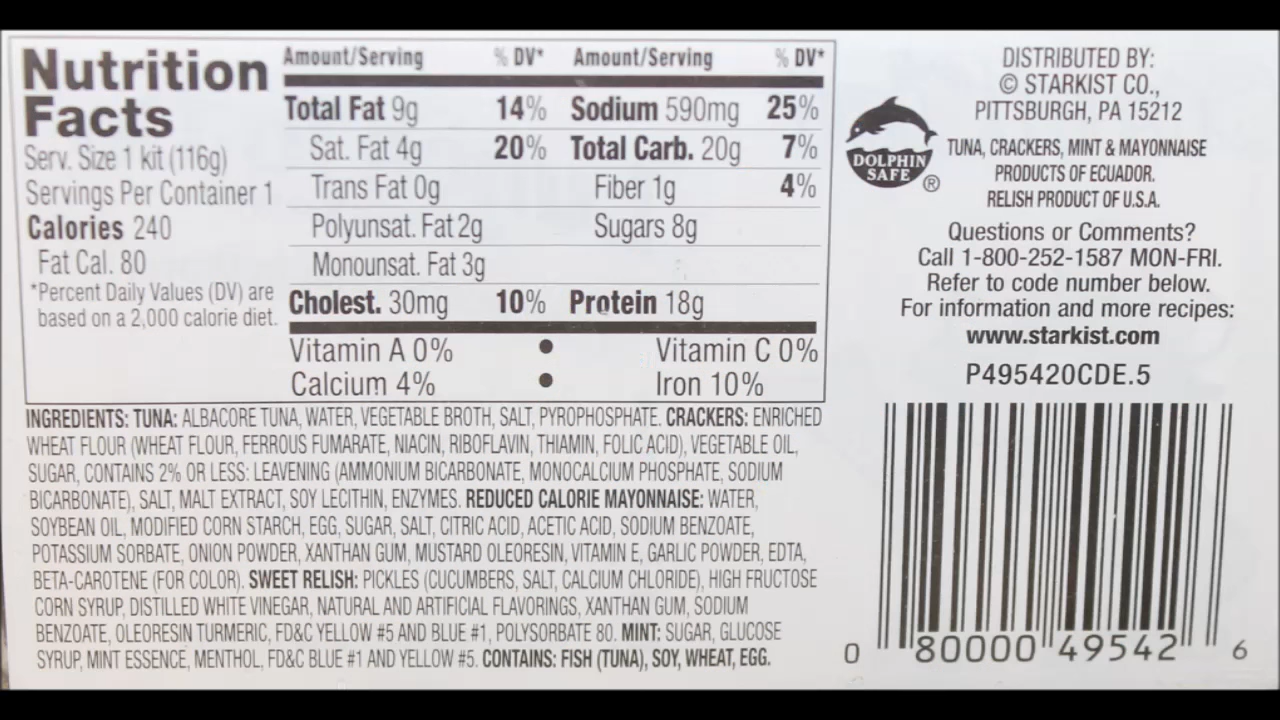 Nutrition
Facts
Serv. Size 1 kit (116g)
Servings Per Container 1
Calories 240
Fat Cal. 80
*Percent Daily Values (DV) are
based on a 2,000 calorie diet.
Amount/Serving % DV* Amount/Serving % DV*
Total Fat 9g 14% Sodium 590mg 25%
Sat. Fat 4g 20% Total Carb. 20g 7%
Trans Fat 0g Fiber 1g 4%
Polyunsat. Fat 2g Sugars 8g
Monounsat. Fat 3g
Cholest. 30mg 10% Protein 18g
Vitamin A 0% • Vitamin C 0%
Calcium 4% • Iron 10%
INGREDIENTS: TUNA: ALBACORE TUNA, WATER, VEGETABLE BROTH, SALT, PYROPHOSPHATE. CRACKERS: ENRICHED
WHEAT FLOUR (WHEAT FLOUR, FERROUS FUMARATE, NIACIN, RIBOFLAVIN, THIAMIN, FOLIC ACID), VEGETABLE OIL,
SUGAR, CONTAINS 2% OR LESS: LEAVENING (AMMONIUM BICARBONATE, MONOCALCIUM PHOSPHATE, SODIUM
BICARBONATE), SALT, MALT EXTRACT, SOY LECITHIN, ENZYMES. REDUCED CALORIE MAYONNAISE: WATER,
SOYBEAN OIL, MODIFIED CORN STARCH, EGG, SUGAR, SALT, CITRIC ACID, ACETIC ACID, SODIUM BENZOATE,
POTASSIUM SORBATE, ONION POWDER, XANTHAN GUM, MUSTARD OLEORESIN, VITAMIN E, GARLIC POWDER, EDTA,
BETA-CAROTENE (FOR COLOR). SWEET RELISH: PICKLES (CUCUMBERS, SALT, CALCIUM CHLORIDE), HIGH FRUCTOSE
CORN SYRUP, DISTILLED WHITE VINEGAR, NATURAL AND ARTIFICIAL FLAVORINGS, XANTHAN GUM, SODIUM
BENZOATE, OLEORESIN TURMERIC, FD&C YELLOW #5 AND BLUE #1, POLYSORBATE 80. MINT: SUGAR, GLUCOSE
SYRUP, MINT ESSENCE, MENTHOL, FD&C BLUE #1 AND YELLOW #5. CONTAINS: FISH (TUNA), SOY, WHEAT, EGG.
DISTRIBUTED BY:
© STARKIST CO.,
PITTSBURGH, PA 15212
DOLPHIN
SAFE ®
TUNA, CRACKERS, MINT & MAYONNAISE
PRODUCTS OF ECUADOR.
RELISH PRODUCT OF U.S.A.
Questions or Comments?
Call 1-800-252-1587 MON-FRI.
Refer to code number below.
For information and more recipes:
www.starkist.com
P495420CDE.5
0 80000 49542 6